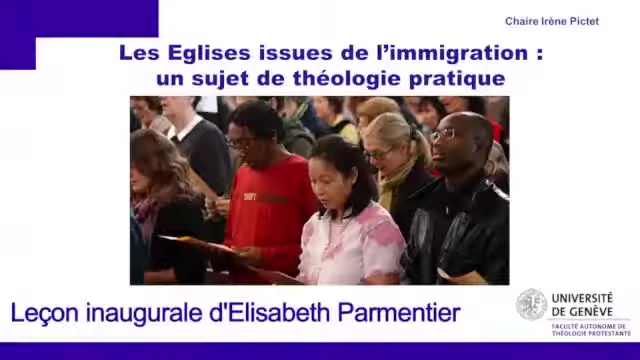 Chaire Irène Pictet
Les Eglises issues de l'immigration :
un sujet de théologie pratique
Leçon inaugurale d'Elisabeth Parmentier
UNIVERSITÉ
DE GENÈVE
FACULTÉ AUTONOME DE
THÉOLOGIE PROTESTANTE